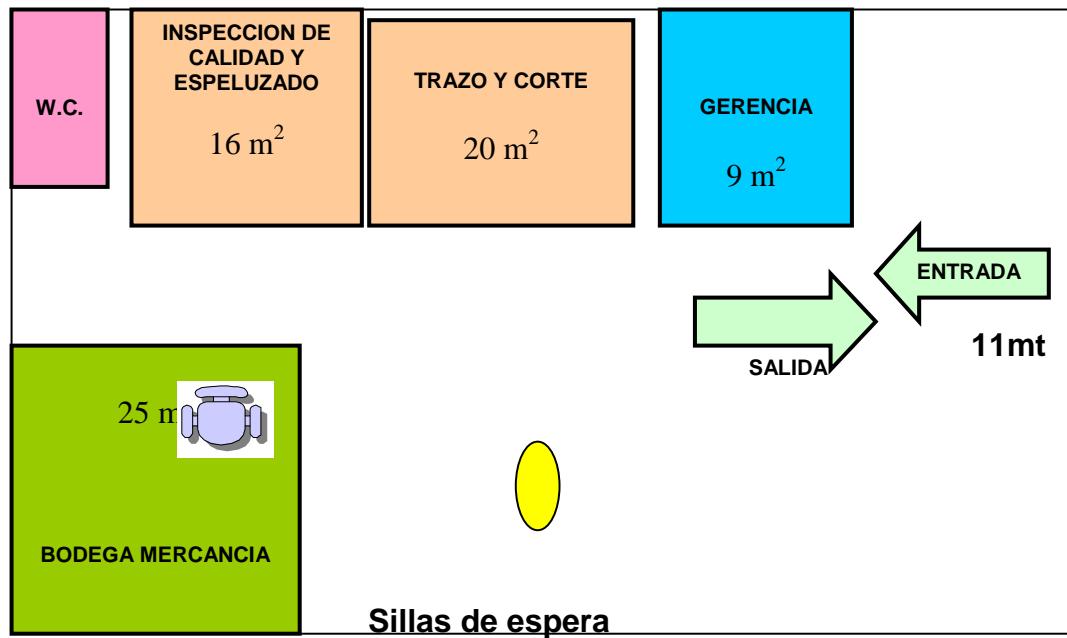 W.C.
INSPECCION DE
CALIDAD Y
ESPELUZADO
16 m²
TRAZO Y CORTE
20 m²
GERENCIA
9 m²
ENTRADA
SALIDA
11mt
25 m
BODEGA MERCANCIA
Sillas de espera